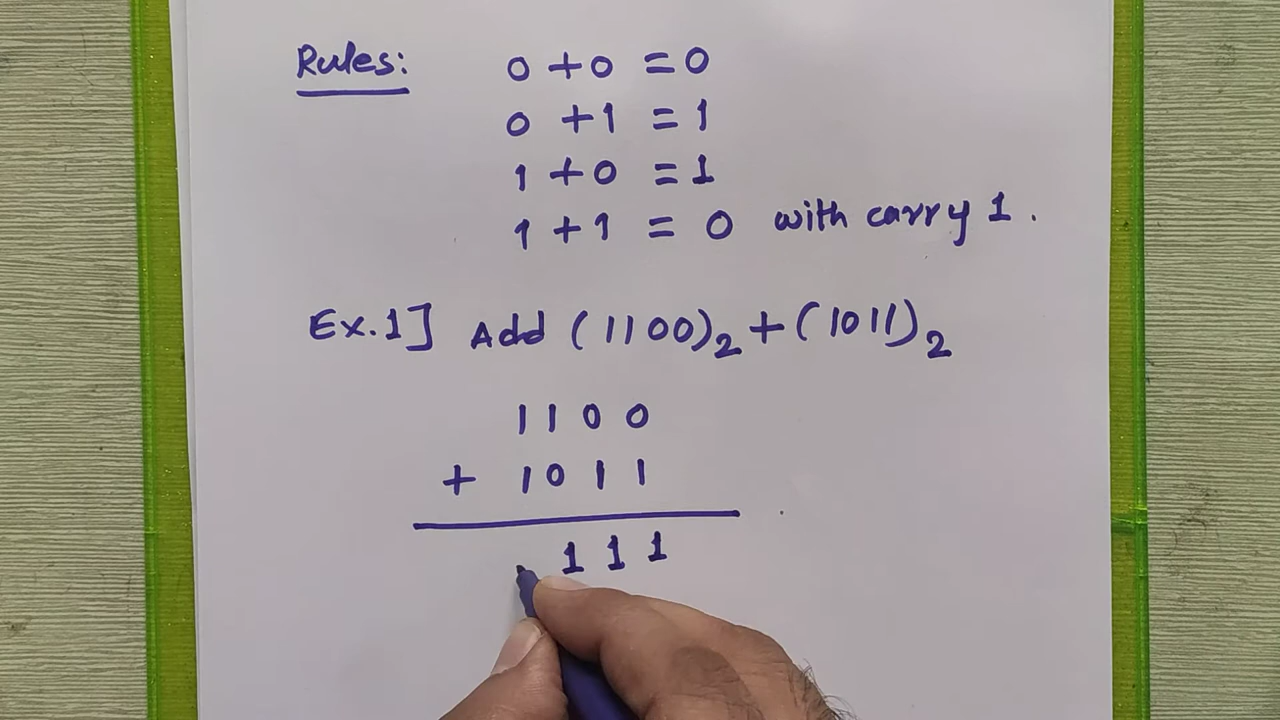 Rules: 0 + 0 = 0
0 + 1 = 1
1 + 0 = 1
1 + 1 = 0 with carry 1.
Ex.1] Add (1100)₂ + (1011)₂
1 1 0 0
+ 1 0 1 1
1 1 1